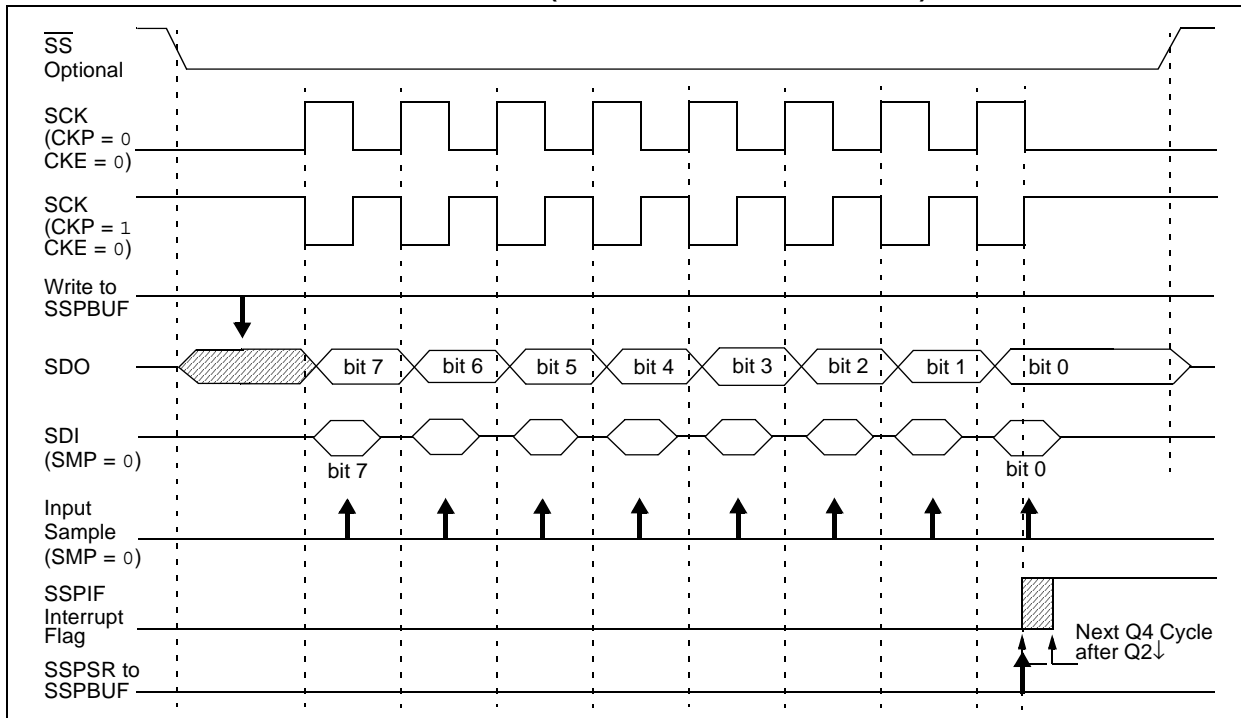 SS
Optional
SCK
(CKP = 0
CKE = 0)
SCK
(CKP = 1
CKE = 0)
Write to
SSPBUF
SDO
bit 7
bit 6
bit 5
bit 4
bit 3
bit 2
bit 1
bit 0
SDI
(SMP = 0)
bit 7
bit 0
Input
Sample
(SMP = 0)
SSPIF
Interrupt
Flag
Next Q4 Cycle
after Q2↓
SSPSR to
SSPBUF